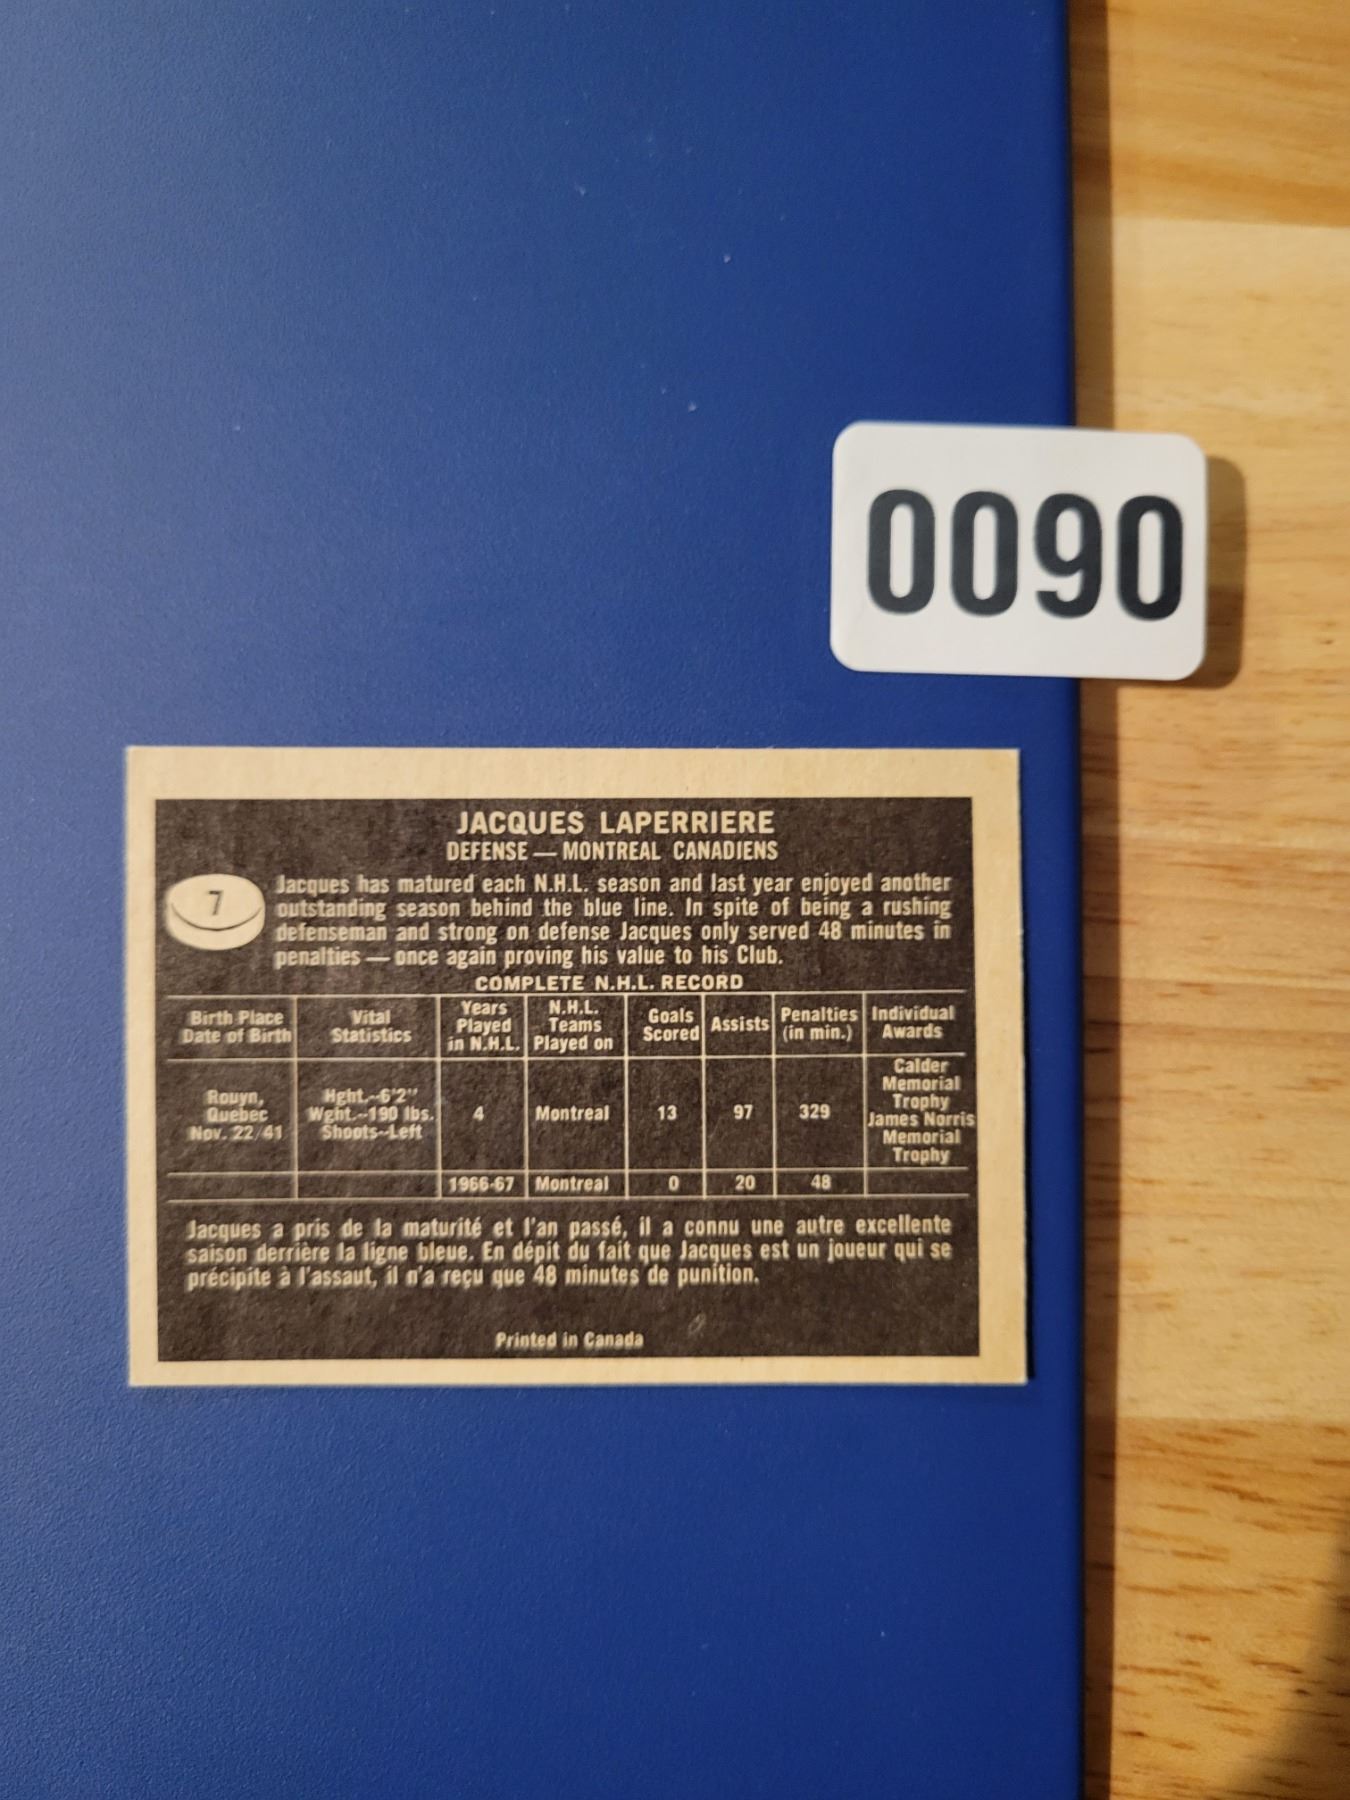 0090
JACQUES LAPERRIERE
DEFENSE — MONTREAL CANADIENS
7
Jacques has matured each N.H.L. season and last year enjoyed another
outstanding season behind the blue line. In spite of being a rushing
defenseman and strong on defense Jacques only served 48 minutes in
penalties — once again proving his value to his Club.
COMPLETE N.H.L. RECORD
Birth Place Date of Birth | Vital Statistics | Years Played in N.H.L. | N.H.L. Teams Played on | Goals Scored | Assists | Penalties (in min.) | Individual Awards
Rouyn, Quebec Nov. 22/41 | Hght.--6'2" Wght.--190 lbs. Shoots--Left | 4 | Montreal | 13 | 97 | 329 | Calder Memorial Trophy James Norris Memorial Trophy
1966-67 | Montreal | 0 | 20 | 48
Jacques a pris de la maturité et l'an passé, il a connu une autre excellente
saison derrière la ligne bleue. En dépit du fait que Jacques est un joueur qui se
précipite à l'assaut, il n'a reçu que 48 minutes de punition.
Printed in Canada